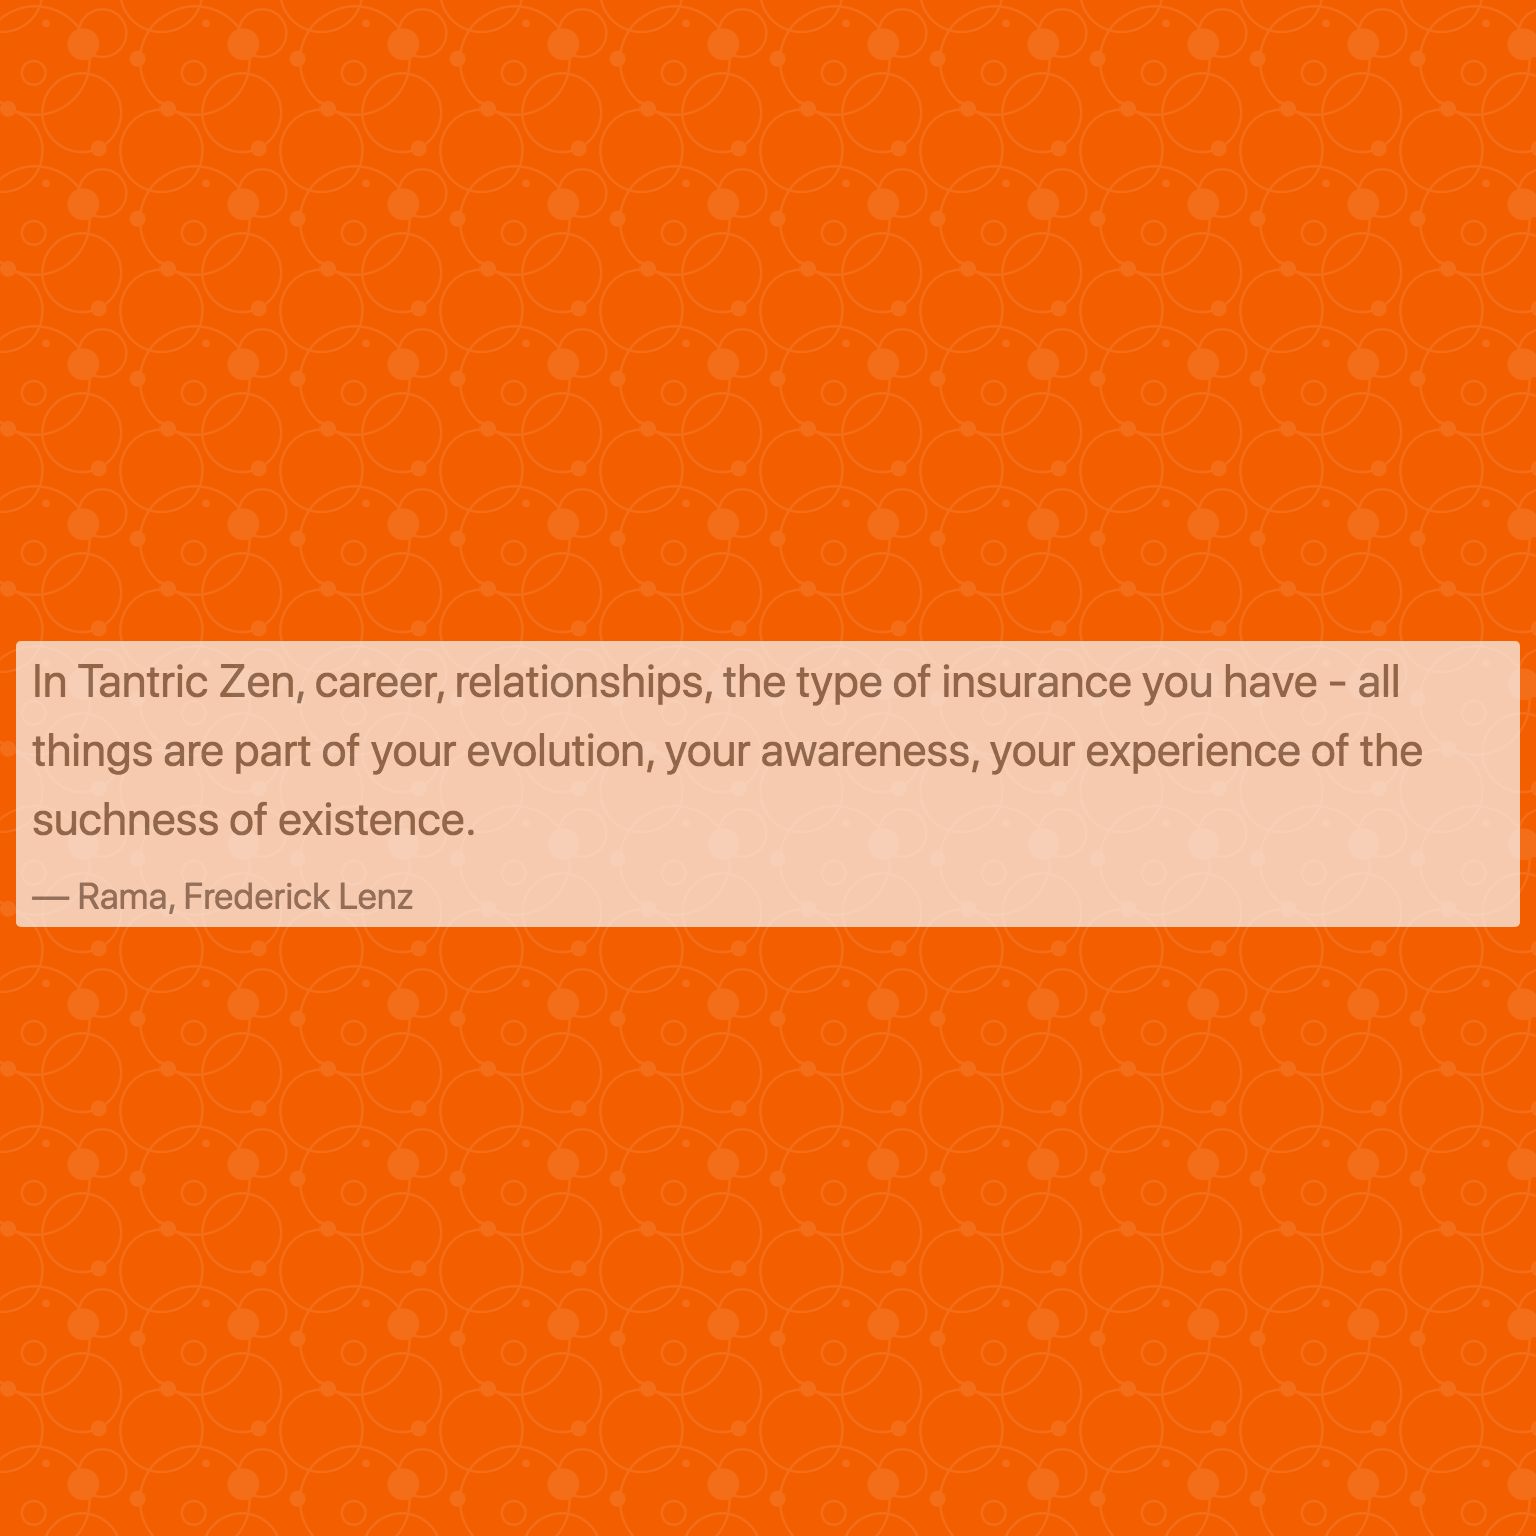 In Tantric Zen, career, relationships, the type of insurance you have - all
things are part of your evolution, your awareness, your experience of the
suchness of existence.
— Rama, Frederick Lenz